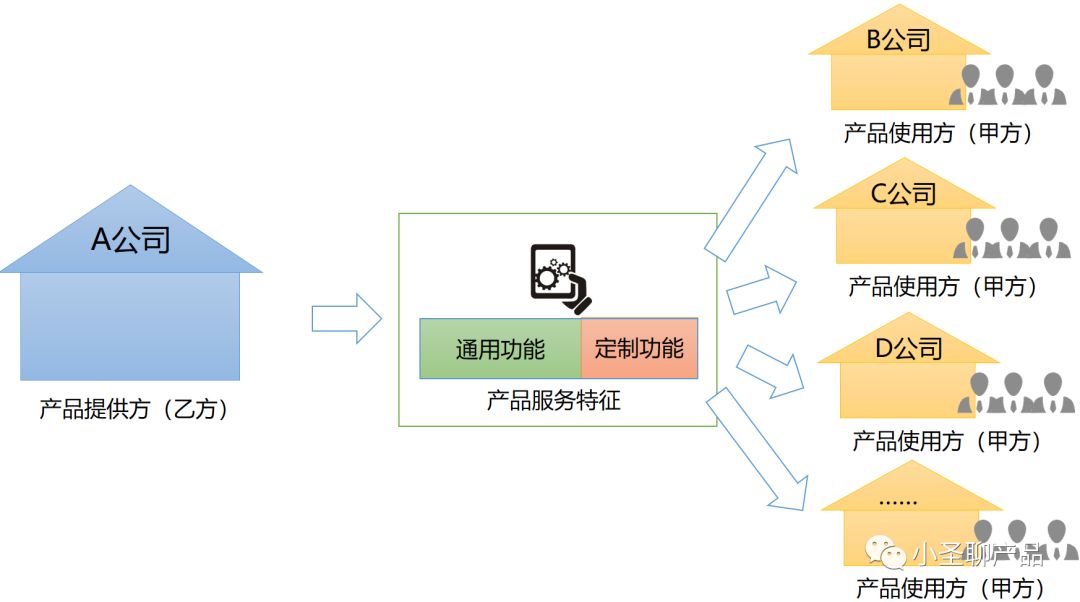 A公司
产品提供方（乙方）
通用功能
定制功能
产品服务特征
B公司
产品使用方（甲方）
C公司
产品使用方（甲方）
D公司
产品使用方（甲方）
……
小圣聊产品
产品使用方（甲方）